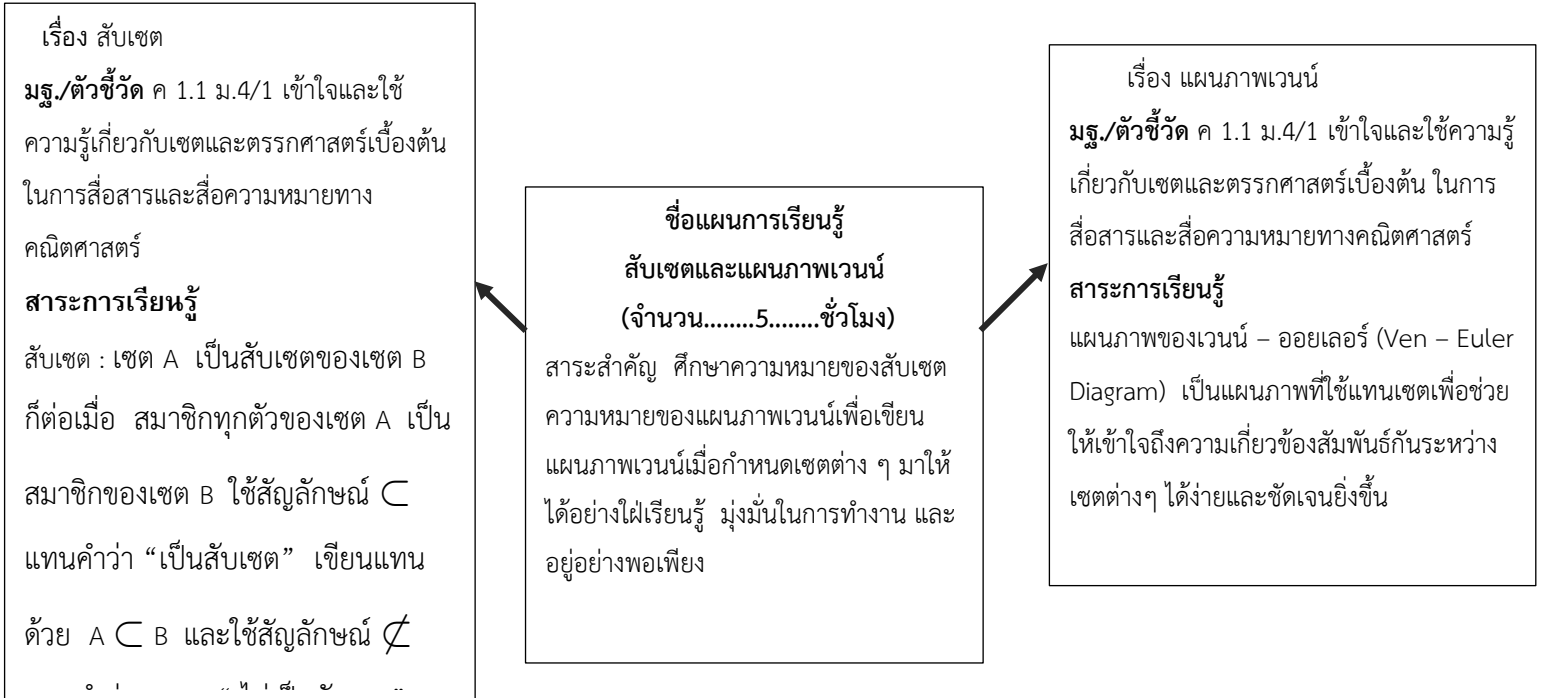 เรื่อง สับเซต
มฐ./ตัวชี้วัด ค 1.1 ม.4/1 เข้าใจและใช้
ความรู้เกี่ยวกับเซตและตรรกศาสตร์เบื้องต้น
ในการสื่อสารและสื่อความหมายทาง
คณิตศาสตร์
สาระการเรียนรู้
สับเซต : เซต A เป็นสับเซตของเซต B
ก็ต่อเมื่อ สมาชิกทุกตัวของเซต A เป็น
สมาชิกของเซต B ใช้สัญลักษณ์ ⊂
แทนคำว่า “เป็นสับเซต” เขียนแทน
ด้วย A ⊂ B และใช้สัญลักษณ์ ⊄
ชื่อแผนการเรียนรู้
สับเซตและแผนภาพเวนน์
(จำนวน........5........ชั่วโมง)
สาระสำคัญ ศึกษาความหมายของสับเซต
ความหมายของแผนภาพเวนน์เพื่อเขียน
แผนภาพเวนน์เมื่อกำหนดเซตต่าง ๆ มาให้
ได้อย่างใฝ่เรียนรู้ มุ่งมั่นในการทำงาน และ
อยู่อย่างพอเพียง
เรื่อง แผนภาพเวนน์
มฐ./ตัวชี้วัด ค 1.1 ม.4/1 เข้าใจและใช้ความรู้
เกี่ยวกับเซตและตรรกศาสตร์เบื้องต้น ในการ
สื่อสารและสื่อความหมายทางคณิตศาสตร์
สาระการเรียนรู้
แผนภาพของเวนน์ – ออยเลอร์ (Ven – Euler
Diagram) เป็นแผนภาพที่ใช้แทนเซตเพื่อช่วย
ให้เข้าใจถึงความเกี่ยวข้องสัมพันธ์กันระหว่าง
เซตต่างๆ ได้ง่ายและชัดเจนยิ่งขึ้น